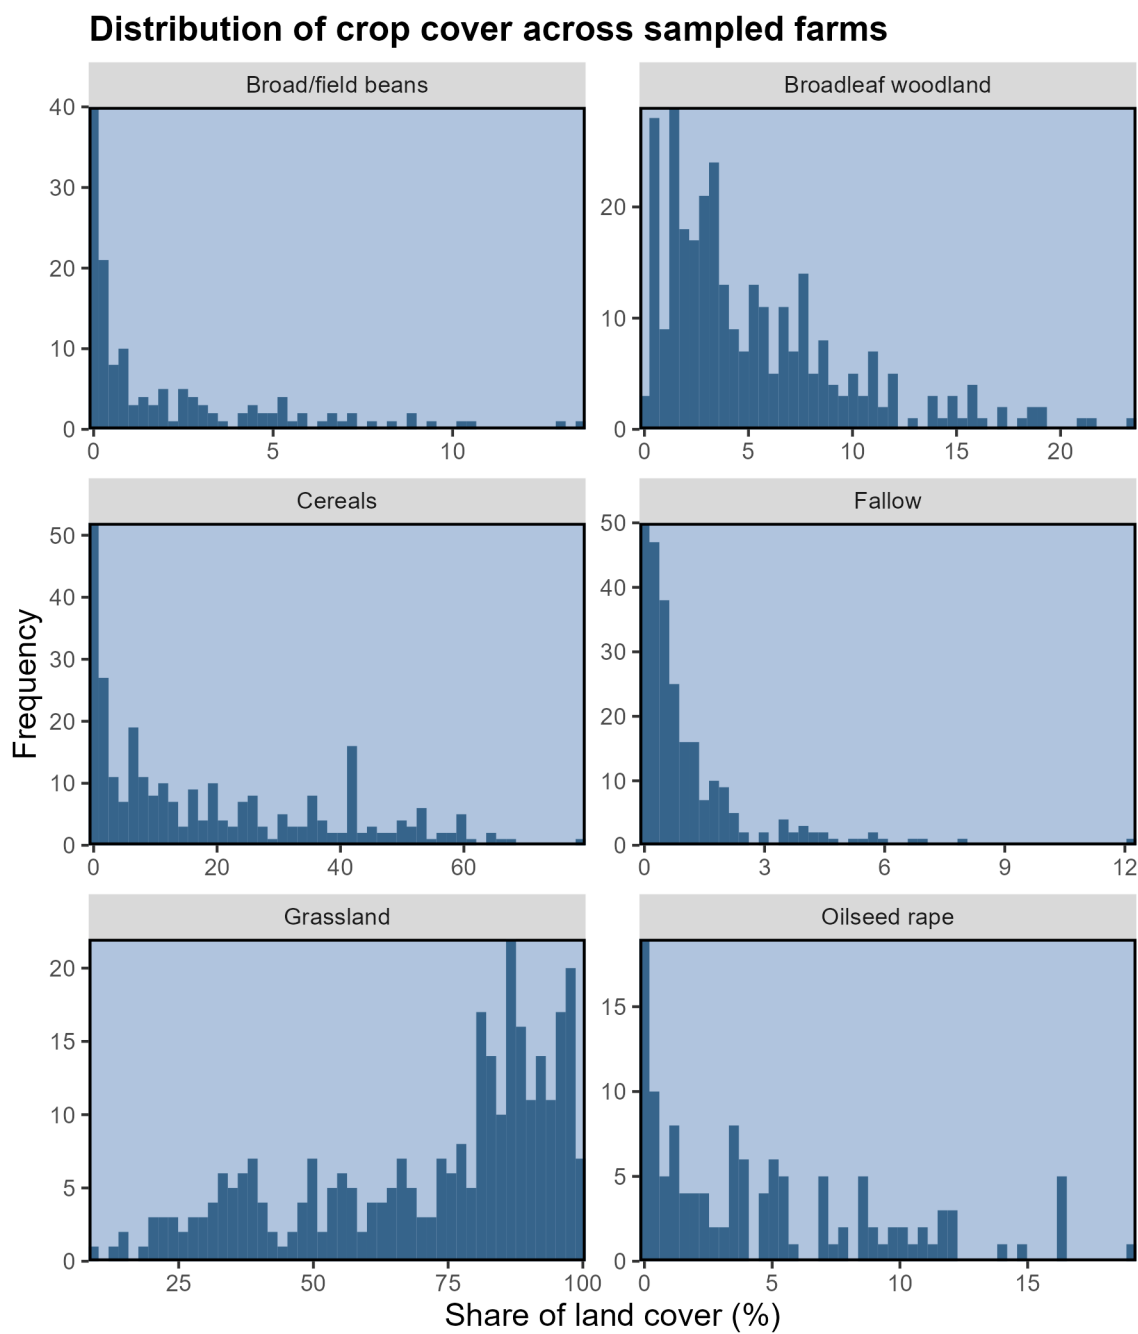 Distribution of crop cover across sampled farms
Broad/field beans
Broadleaf woodland
40
30
20
10
0
0 5 10
20
10
0
0 5 10 15 20
Cereals
Fallow
50
40
30
20
10
0
0 20 40 60
50
40
30
20
10
0
0 3 6 9 12
Grassland
Oilseed rape
20
15
10
5
0
25 50 75 100
15
10
5
0
0 5 10 15
Frequency
Share of land cover (%)